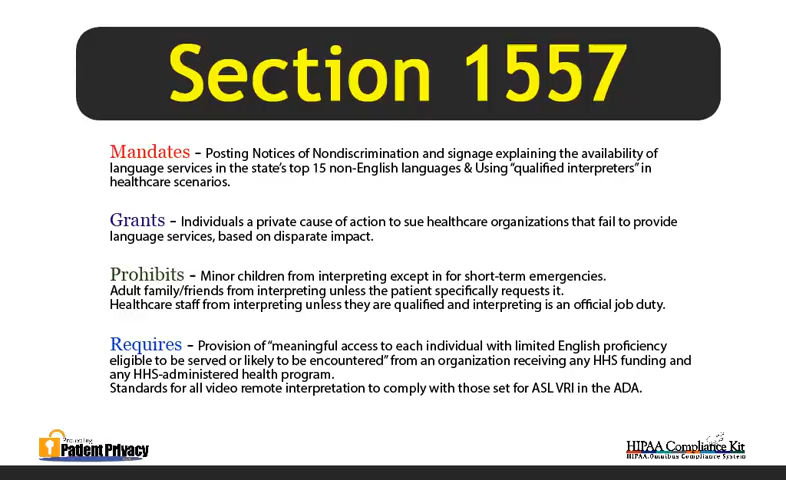 Section 1557
Mandates - Posting Notices of Nondiscrimination and signage explaining the availability of
language services in the state's top 15 non-English languages & Using "qualified interpreters" in
healthcare scenarios.
Grants - Individuals a private cause of action to sue healthcare organizations that fail to provide
language services, based on disparate impact.
Prohibits - Minor children from interpreting except in for short-term emergencies.
Adult family/friends from interpreting unless the patient specifically requests it.
Healthcare staff from interpreting unless they are qualified and interpreting is an official job duty.
Requires - Provision of "meaningful access to each individual with limited English proficiency
eligible to be served or likely to be encountered" from an organization receiving any HHS funding and
any HHS-administered health program.
Standards for all video remote interpretation to comply with those set for ASL VRI in the ADA.
Protecting
Patient Privacy
HIPAA Compliance Kit
HIPAA Omnibus Compliance System